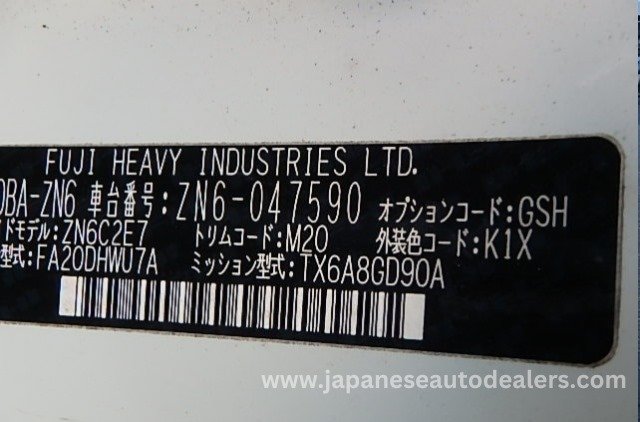 FUJI HEAVY INDUSTRIES LTD.
DBA-ZN6 車台番号:ZN6-047590 オプションコード:GSH
ドモデル:ZN6C2E7 トリムコード:M20 外装色コード:K1X
型式:FA20DHWU7A ミッション型式:TX6A8GD90A
www.japaneseautodealers.com